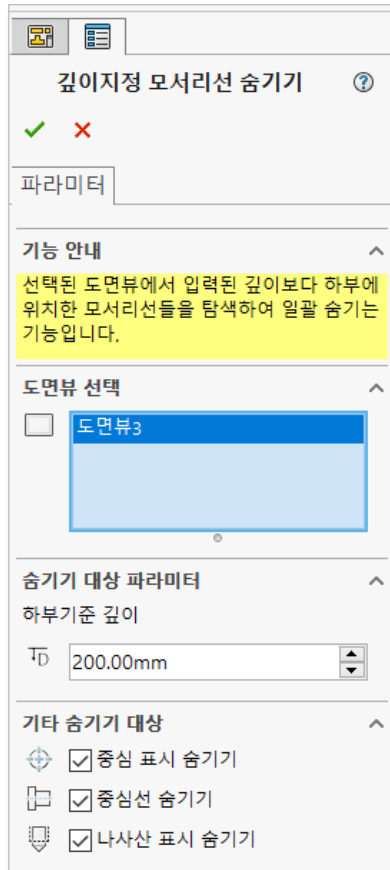 깊이지정 모서리선 숨기기
파라미터
기능 안내
선택된 도면뷰에서 입력된 깊이보다 하부에
위치한 모서리선들을 탐색하여 일괄 숨기는
기능입니다.
도면뷰 선택
도면뷰3
숨기기 대상 파라미터
하부기준 깊이
D
200.00mm
기타 숨기기 대상
중심 표시 숨기기
중심선 숨기기
나사산 표시 숨기기